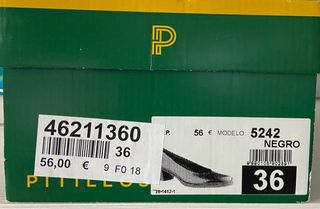 P
46211360
36
56,00 € 9 F0 18
P. 56 € MODELO 5242
NEGRO
36
PITILLOS